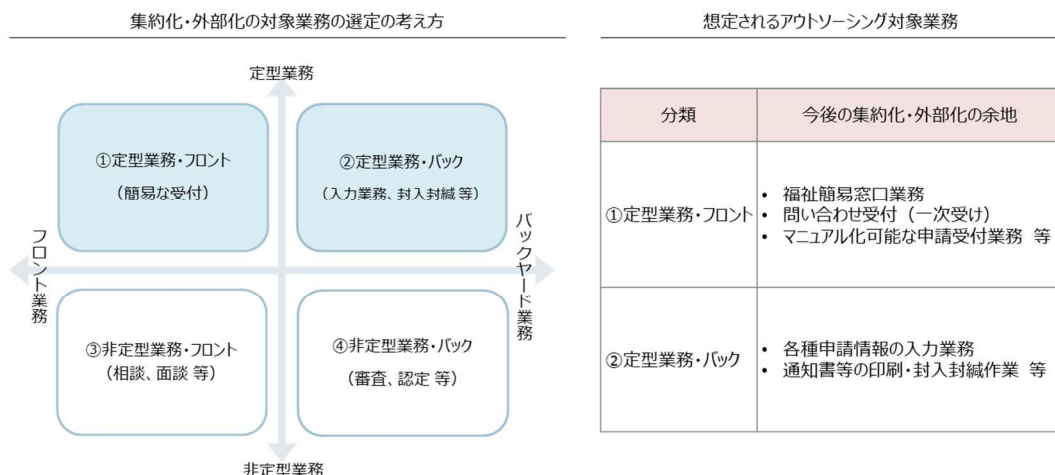 集約化・外部化の対象業務の選定の考え方
定型業務
①定型業務・フロント
(簡易な受付)
②定型業務・バック
(入力業務、封入封緘 等)
フロント業務
バックヤード業務
③非定型業務・フロント
(相談、面談 等)
④非定型業務・バック
(審査、認定 等)
非定型業務
想定されるアウトソーシング対象業務
分類
今後の集約化・外部化の余地
①定型業務・フロント
• 福祉簡易窓口業務
• 問い合わせ受付（一次受け）
• マニュアル化可能な申請受付業務 等
②定型業務・バック
• 各種申請情報の入力業務
• 通知書等の印刷・封入封緘作業 等